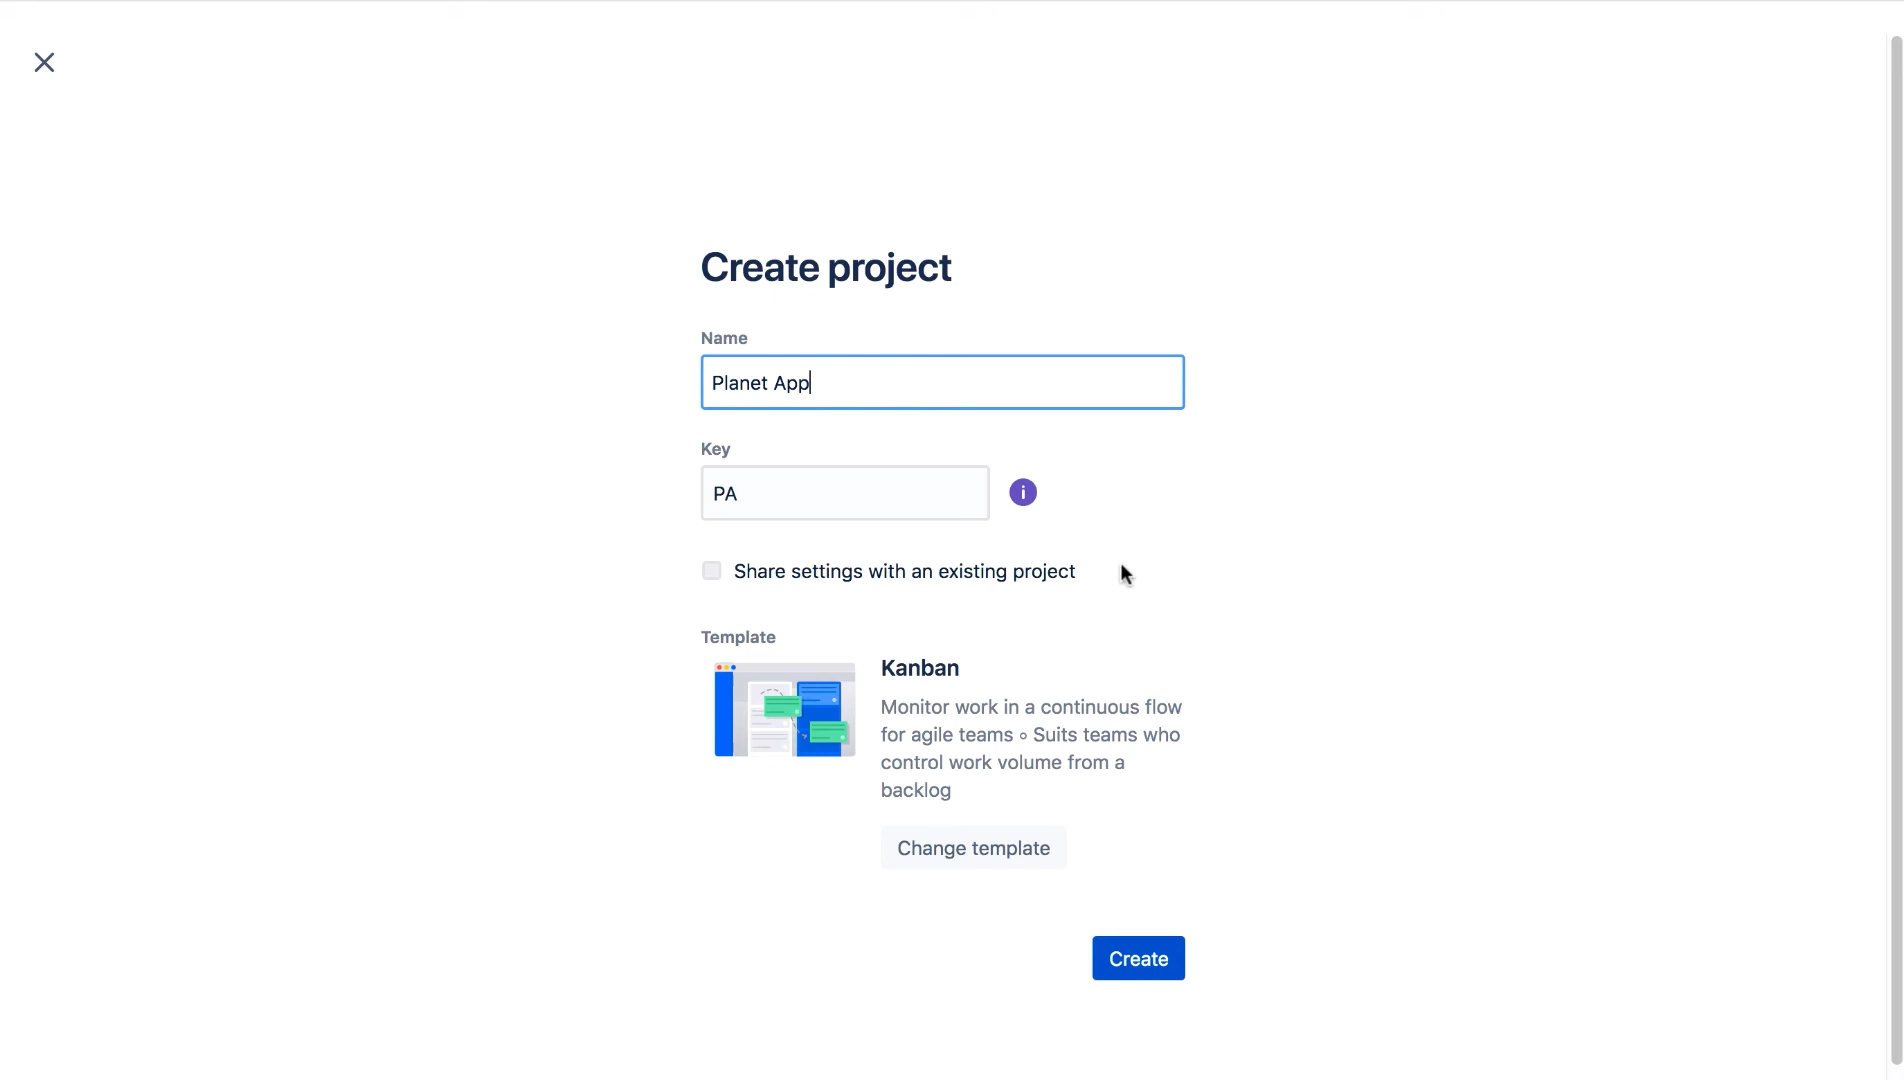 Create project
Name
Planet App
Key
PA
Share settings with an existing project
Template
Kanban
Monitor work in a continuous flow
for agile teams ∘ Suits teams who
control work volume from a
backlog
Change template
Create